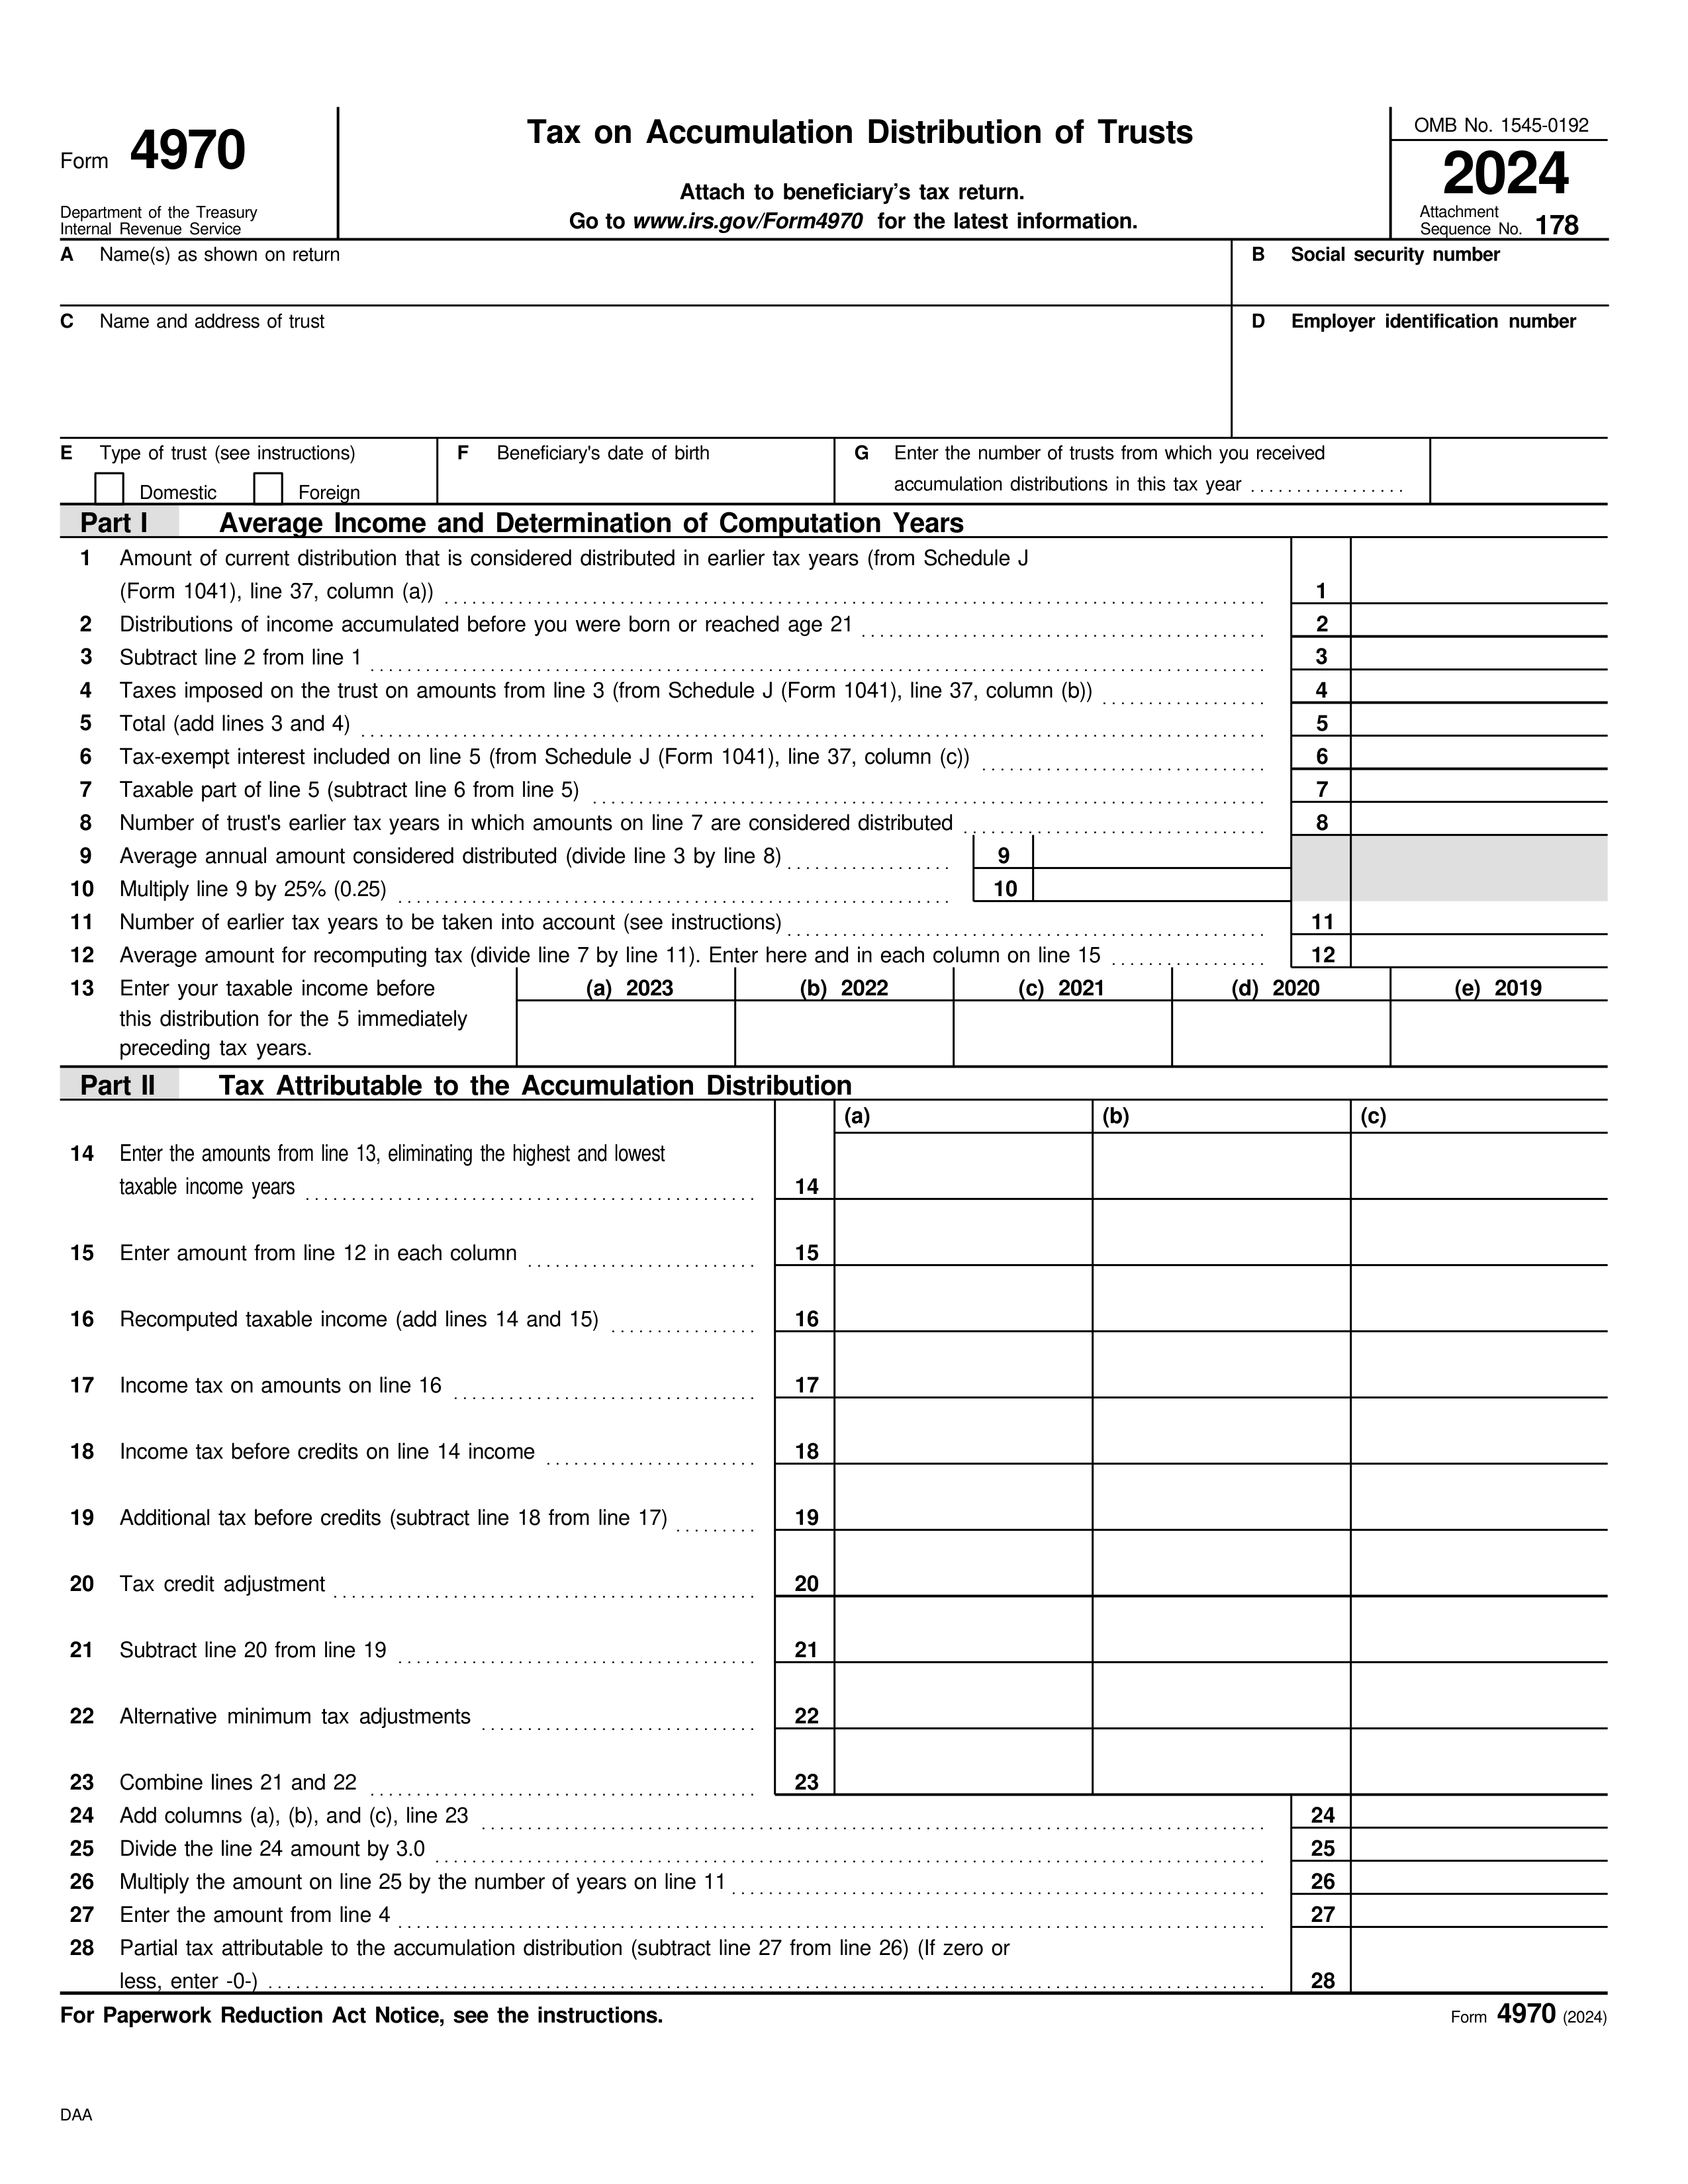 Form 4970
Department of the Treasury
Internal Revenue Service
Tax on Accumulation Distribution of Trusts
Attach to beneficiary's tax return.
Go to www.irs.gov/Form4970 for the latest information.
OMB No. 1545-0192
2024
Attachment
Sequence No. 178
A Name(s) as shown on return
B Social security number
C Name and address of trust
D Employer identification number
E Type of trust (see instructions)
Domestic Foreign
F Beneficiary's date of birth
G Enter the number of trusts from which you received
accumulation distributions in this tax year
Part I Average Income and Determination of Computation Years
1 Amount of current distribution that is considered distributed in earlier tax years (from Schedule J
(Form 1041), line 37, column (a)) 1
2 Distributions of income accumulated before you were born or reached age 21 2
3 Subtract line 2 from line 1 3
4 Taxes imposed on the trust on amounts from line 3 (from Schedule J (Form 1041), line 37, column (b)) 4
5 Total (add lines 3 and 4) 5
6 Tax-exempt interest included on line 5 (from Schedule J (Form 1041), line 37, column (c)) 6
7 Taxable part of line 5 (subtract line 6 from line 5) 7
8 Number of trust's earlier tax years in which amounts on line 7 are considered distributed 8
9 Average annual amount considered distributed (divide line 3 by line 8) 9
10 Multiply line 9 by 25% (0.25) 10
11 Number of earlier tax years to be taken into account (see instructions) 11
12 Average amount for recomputing tax (divide line 7 by line 11). Enter here and in each column on line 15 12
13 Enter your taxable income before (a) 2023 (b) 2022 (c) 2021 (d) 2020 (e) 2019
this distribution for the 5 immediately
preceding tax years.
Part II Tax Attributable to the Accumulation Distribution
(a) (b) (c)
14 Enter the amounts from line 13, eliminating the highest and lowest
taxable income years 14
15 Enter amount from line 12 in each column 15
16 Recomputed taxable income (add lines 14 and 15) 16
17 Income tax on amounts on line 16 17
18 Income tax before credits on line 14 income 18
19 Additional tax before credits (subtract line 18 from line 17) 19
20 Tax credit adjustment 20
21 Subtract line 20 from line 19 21
22 Alternative minimum tax adjustments 22
23 Combine lines 21 and 22 23
24 Add columns (a), (b), and (c), line 23 24
25 Divide the line 24 amount by 3.0 25
26 Multiply the amount on line 25 by the number of years on line 11 26
27 Enter the amount from line 4 27
28 Partial tax attributable to the accumulation distribution (subtract line 27 from line 26) (If zero or
less, enter -0-) 28
For Paperwork Reduction Act Notice, see the instructions. Form 4970 (2024)
DAA